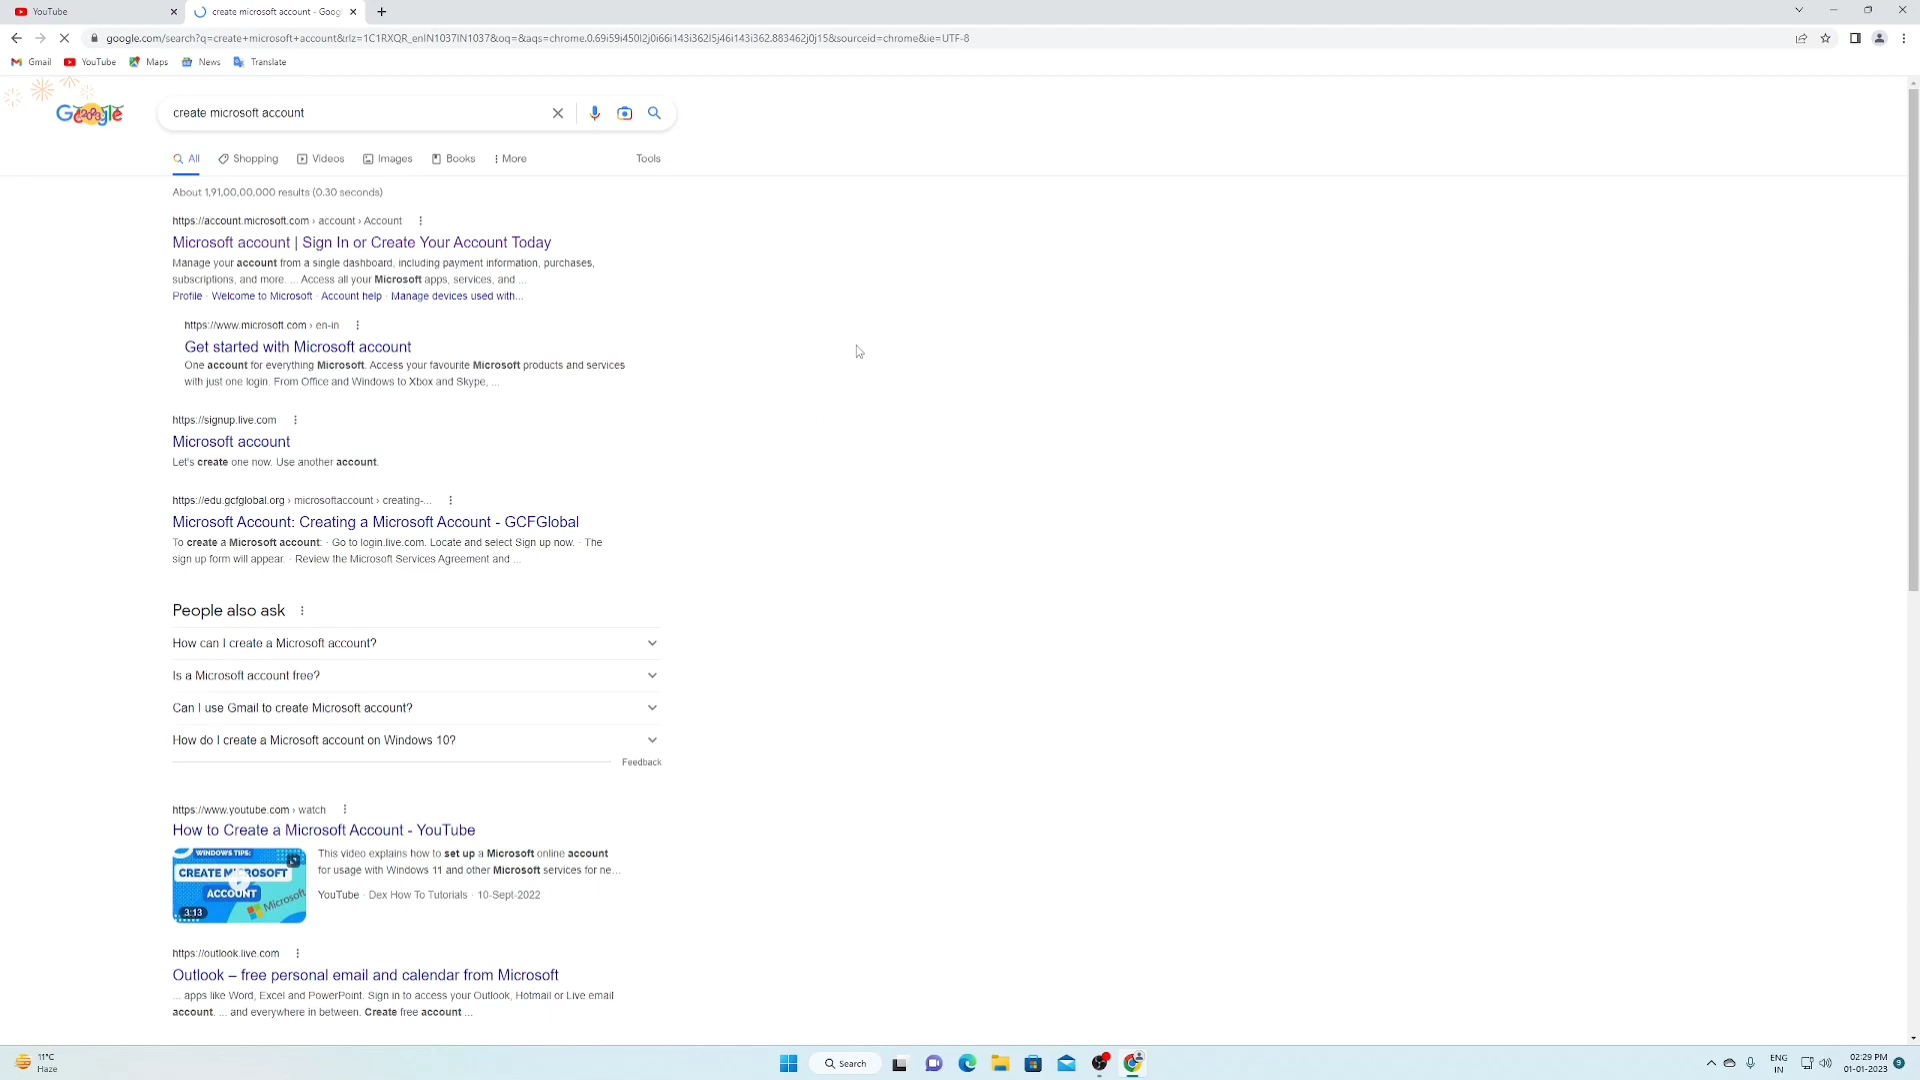 YouTube
create microsoft account - Goog
google.com/search?q=create+microsoft+account&rlz=1C1RXQR_enIN1037IN1037&oq=&aqs=chrome.0.69i59i450l2j0i66i143i362l5j46i143i362.883462j0j15&sourceid=chrome&ie=UTF-8
Gmail YouTube Maps News Translate
Google
create microsoft account
All Shopping Videos Images Books More Tools
About 1,91,00,00,000 results (0.30 seconds)
https://account.microsoft.com › account › Account
Microsoft account | Sign In or Create Your Account Today
Manage your account from a single dashboard, including payment information, purchases,
subscriptions, and more. ... Access all your Microsoft apps, services, and ...
Profile · Welcome to Microsoft · Account help · Manage devices used with...
https://www.microsoft.com › en-in
Get started with Microsoft account
One account for everything Microsoft. Access your favourite Microsoft products and services
with just one login. From Office and Windows to Xbox and Skype, ...
https://signup.live.com
Microsoft account
Let's create one now. Use another account.
https://edu.gcfglobal.org › microsoftaccount › creating-...
Microsoft Account: Creating a Microsoft Account - GCFGlobal
To create a Microsoft account: · Go to login.live.com. Locate and select Sign up now. · The
sign up form will appear. · Review the Microsoft Services Agreement and ...
People also ask
How can I create a Microsoft account?
Is a Microsoft account free?
Can I use Gmail to create Microsoft account?
How do I create a Microsoft account on Windows 10?
Feedback
https://www.youtube.com › watch
How to Create a Microsoft Account - YouTube
WINDOWS TIPS:
CREATE MICROSOFT
ACCOUNT
Microsoft
3:13
This video explains how to set up a Microsoft online account
for usage with Windows 11 and other Microsoft services for ne...
YouTube · Dex How To Tutorials · 10-Sept-2022
https://outlook.live.com
Outlook – free personal email and calendar from Microsoft
... apps like Word, Excel and PowerPoint. Sign in to access your Outlook, Hotmail or Live email
account. ... and everywhere in between. Create free account ...
11°C
Haze
Search
ENG
IN
02:29 PM
01-01-2023
9